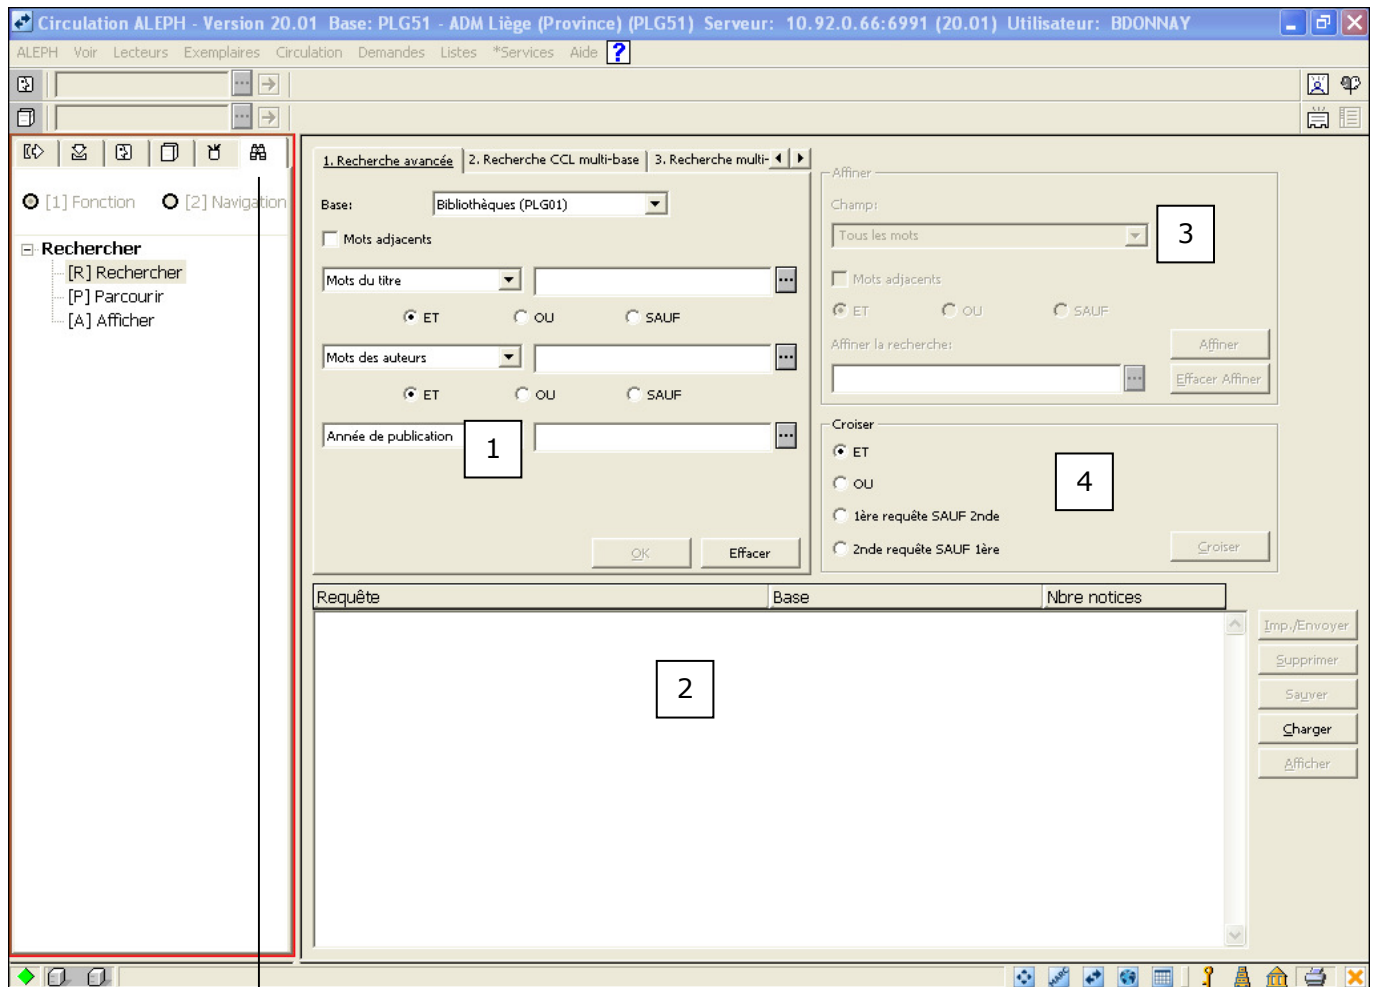 Circulation ALEPH - Version 20.01 Base: PLG51 - ADM Liège (Province) (PLG51) Serveur: 10.92.0.66:6991 (20.01) Utilisateur: BDONNAY
ALEPH Voir Lecteurs Exemplaires Circulation Demandes Listes *Services Aide ?
[1] Fonction [2] Navigation
Rechercher
[R] Rechercher
[P] Parcourir
[A] Afficher
1. Recherche avancée 2. Recherche CCL multi-base 3. Recherche multi-
Base: Bibliothèques (PLG01)
Mots adjacents
Mots du titre
ET OU SAUF
Mots des auteurs
ET OU SAUF
Année de publication
1
OK Effacer
Affiner
Champ:
Tous les mots
3
Mots adjacents
ET OU SAUF
Affiner la recherche:
Affiner
Effacer Affiner
Croiser
ET
OU
4
1ère requête SAUF 2nde
2nde requête SAUF 1ère
Croiser
Requête Base Nbre notices
2
Imp./Envoyer
Supprimer
Sauver
Charger
Afficher
MARC